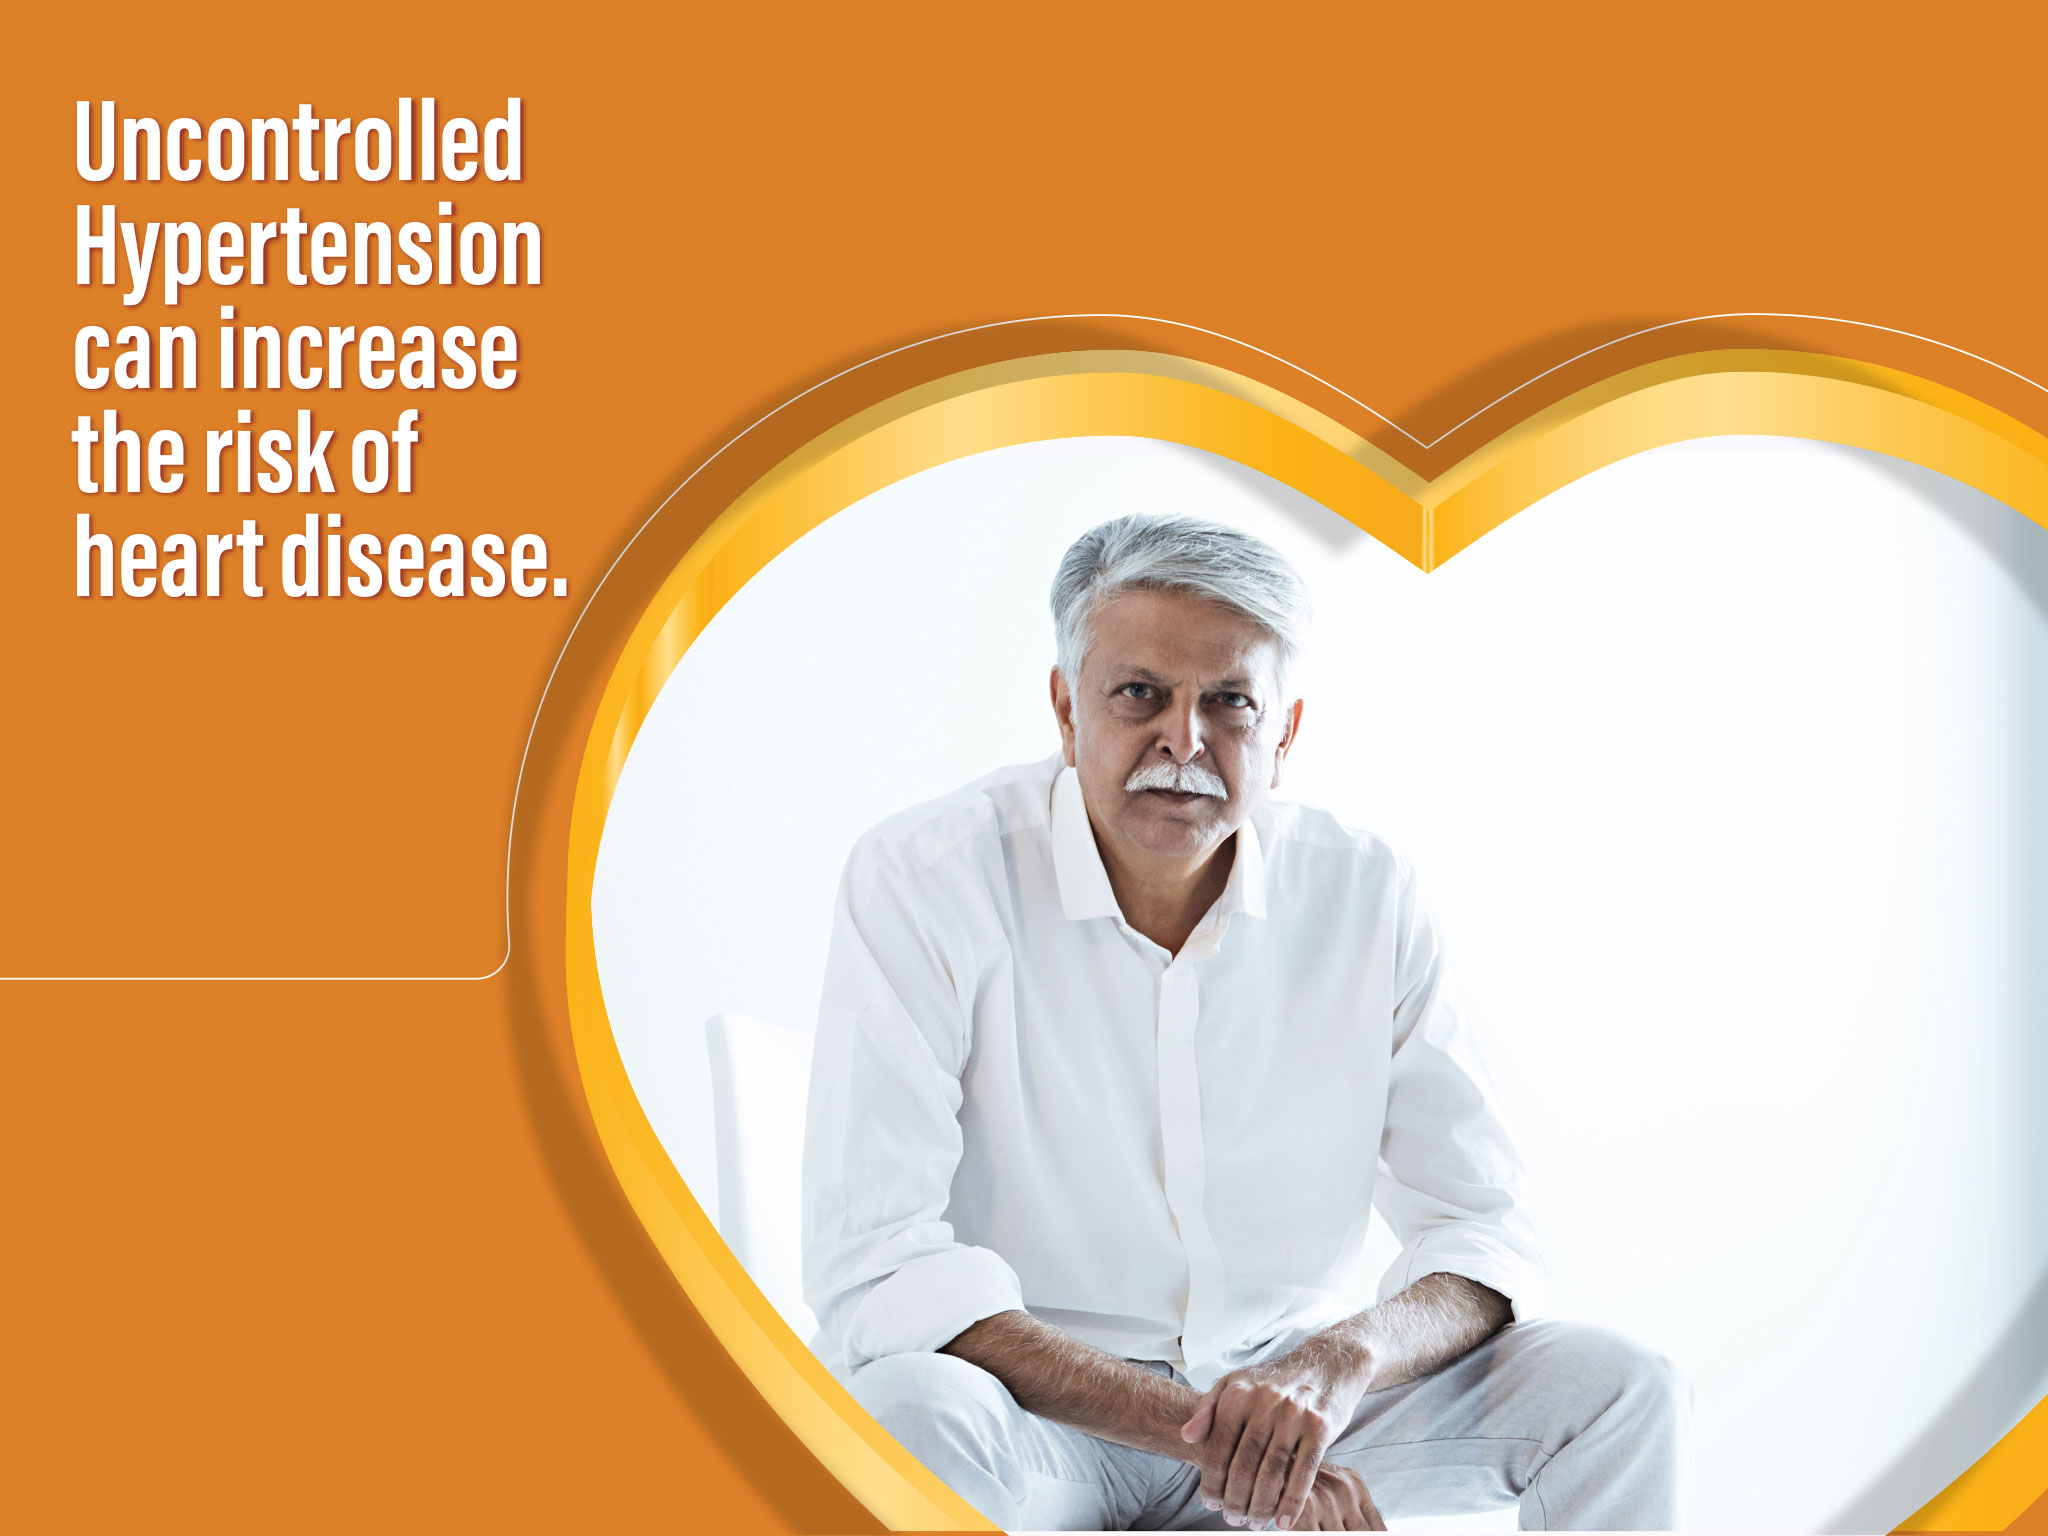 Uncontrolled
Hypertension
can increase
the risk of
heart disease.